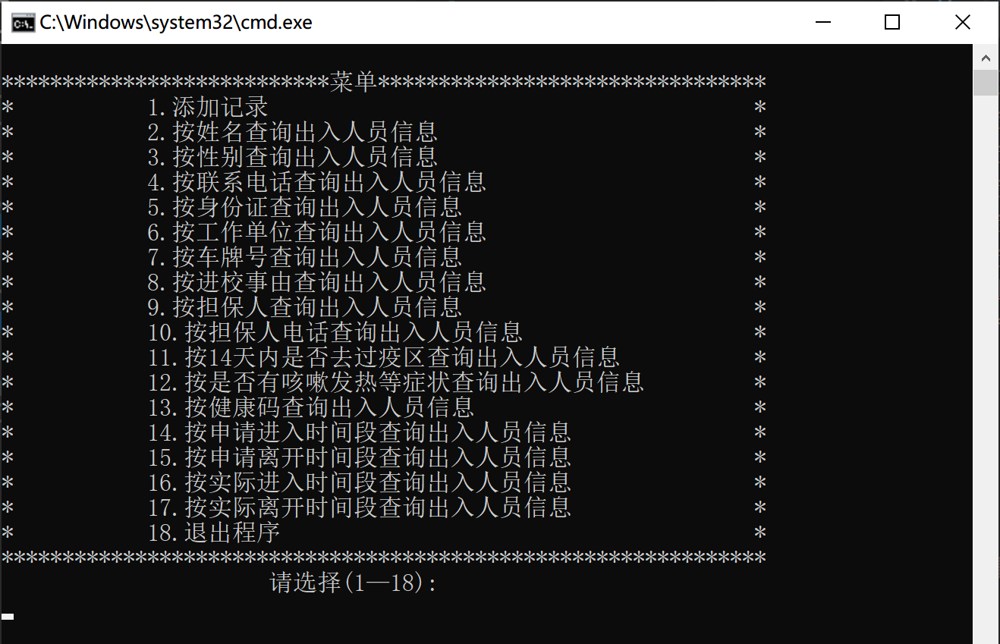 C:\Windows\system32\cmd.exe
***************************菜单********************************
* 1.添加记录 *
* 2.按姓名查询出入人员信息 *
* 3.按性别查询出入人员信息 *
* 4.按联系电话查询出入人员信息 *
* 5.按身份证查询出入人员信息 *
* 6.按工作单位查询出入人员信息 *
* 7.按车牌号查询出入人员信息 *
* 8.按进校事由查询出入人员信息 *
* 9.按担保人查询出入人员信息 *
* 10.按担保人电话查询出入人员信息 *
* 11.按14天内是否去过疫区查询出入人员信息 *
* 12.按是否有咳嗽发热等症状查询出入人员信息 *
* 13.按健康码查询出入人员信息 *
* 14.按申请进入时间段查询出入人员信息 *
* 15.按申请离开时间段查询出入人员信息 *
* 16.按实际进入时间段查询出入人员信息 *
* 17.按实际离开时间段查询出入人员信息 *
* 18.退出程序 *
***************************************************************
请选择(1—18):